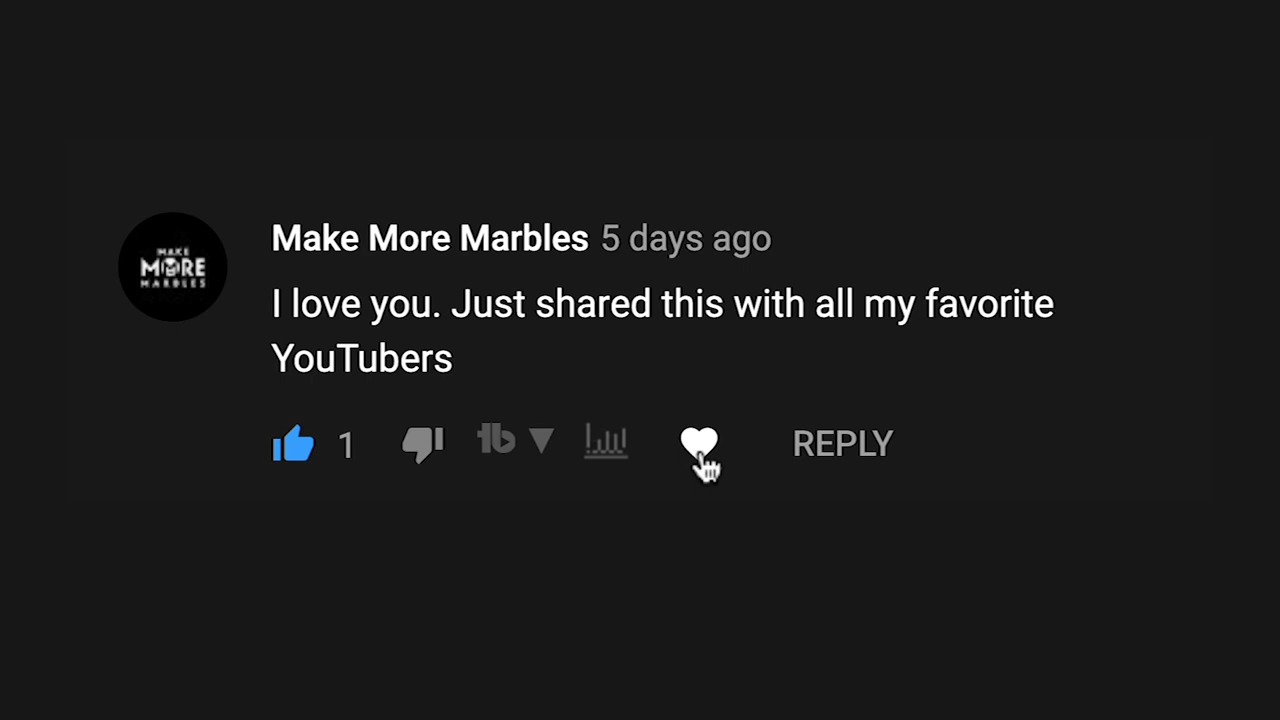 MAKE
MORE
MARBLES
Make More Marbles 5 days ago
I love you. Just shared this with all my favorite
YouTubers
1 tb REPLY